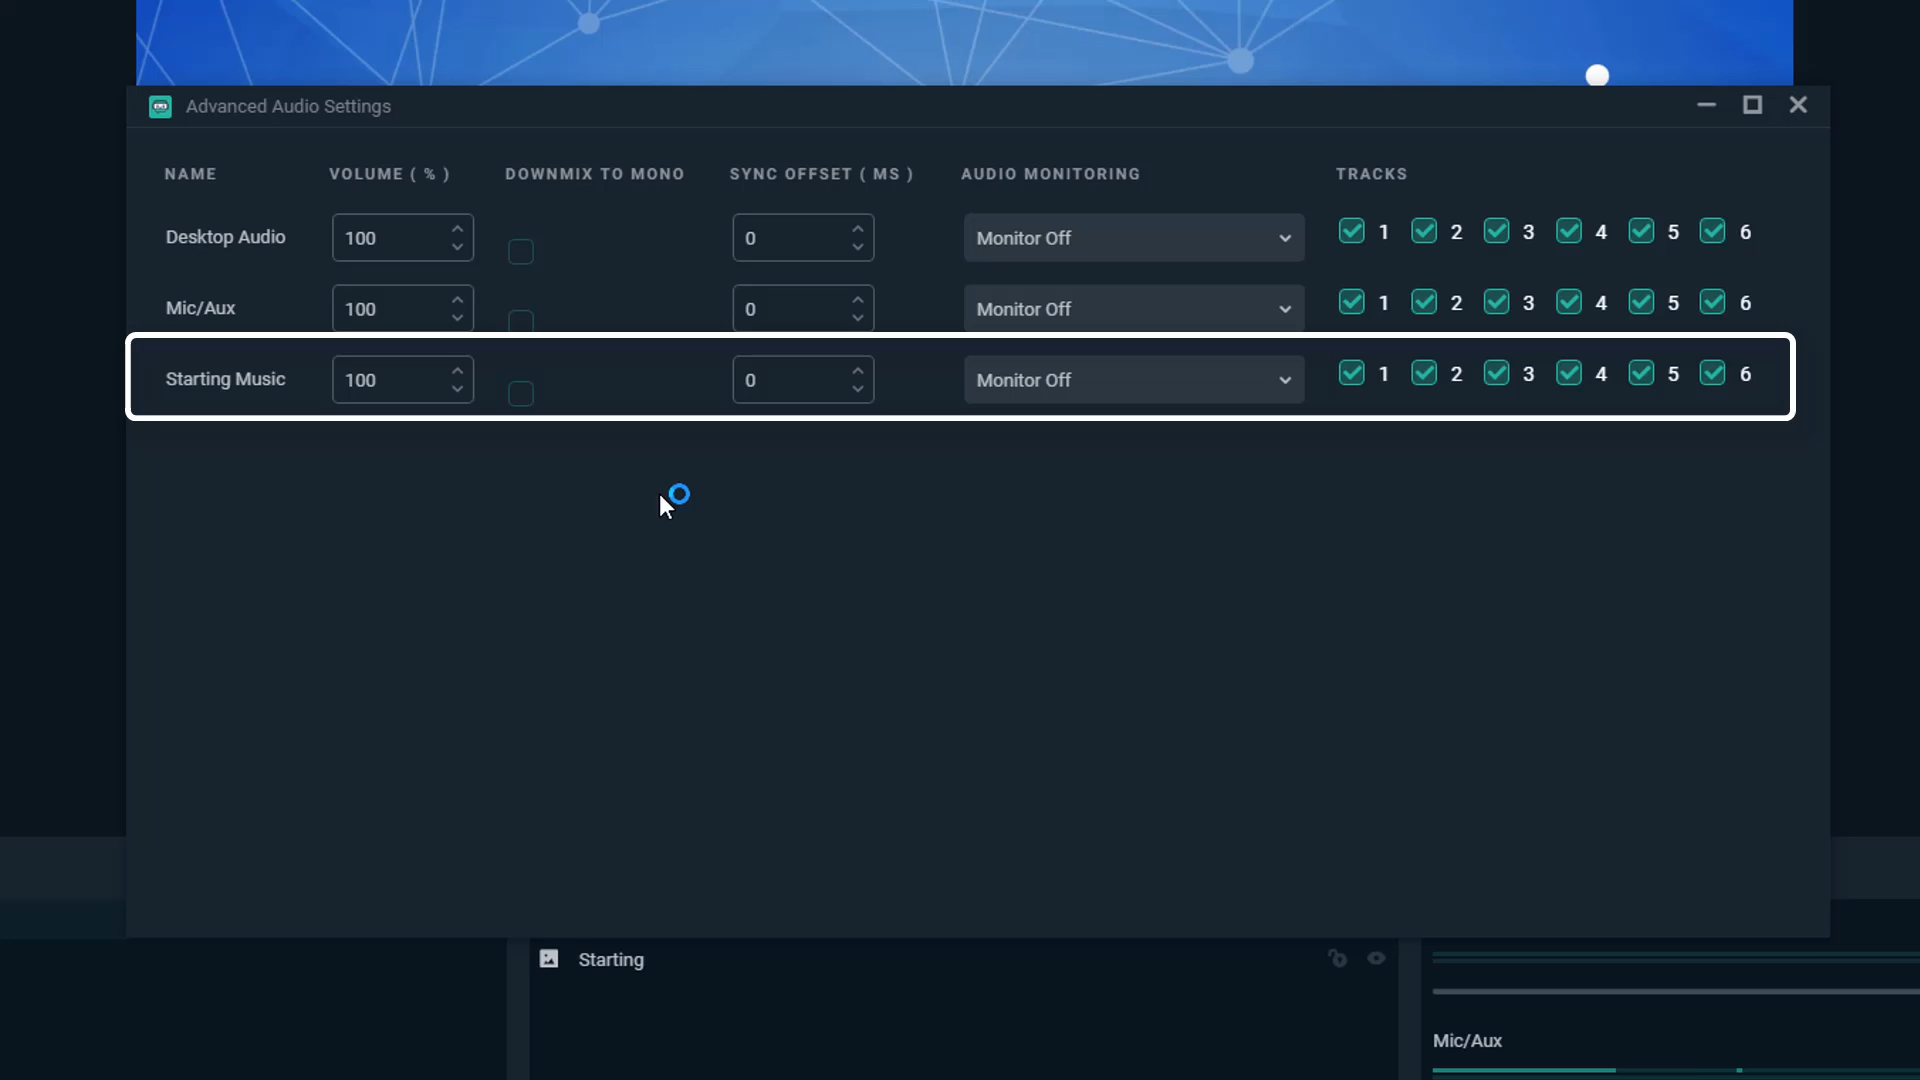 Advanced Audio Settings
NAME VOLUME ( % ) DOWNMIX TO MONO SYNC OFFSET ( MS ) AUDIO MONITORING TRACKS
Desktop Audio 100 0 Monitor Off 1 2 3 4 5 6
Mic/Aux 100 0 Monitor Off 1 2 3 4 5 6
Starting Music 100 0 Monitor Off 1 2 3 4 5 6
Starting
Mic/Aux